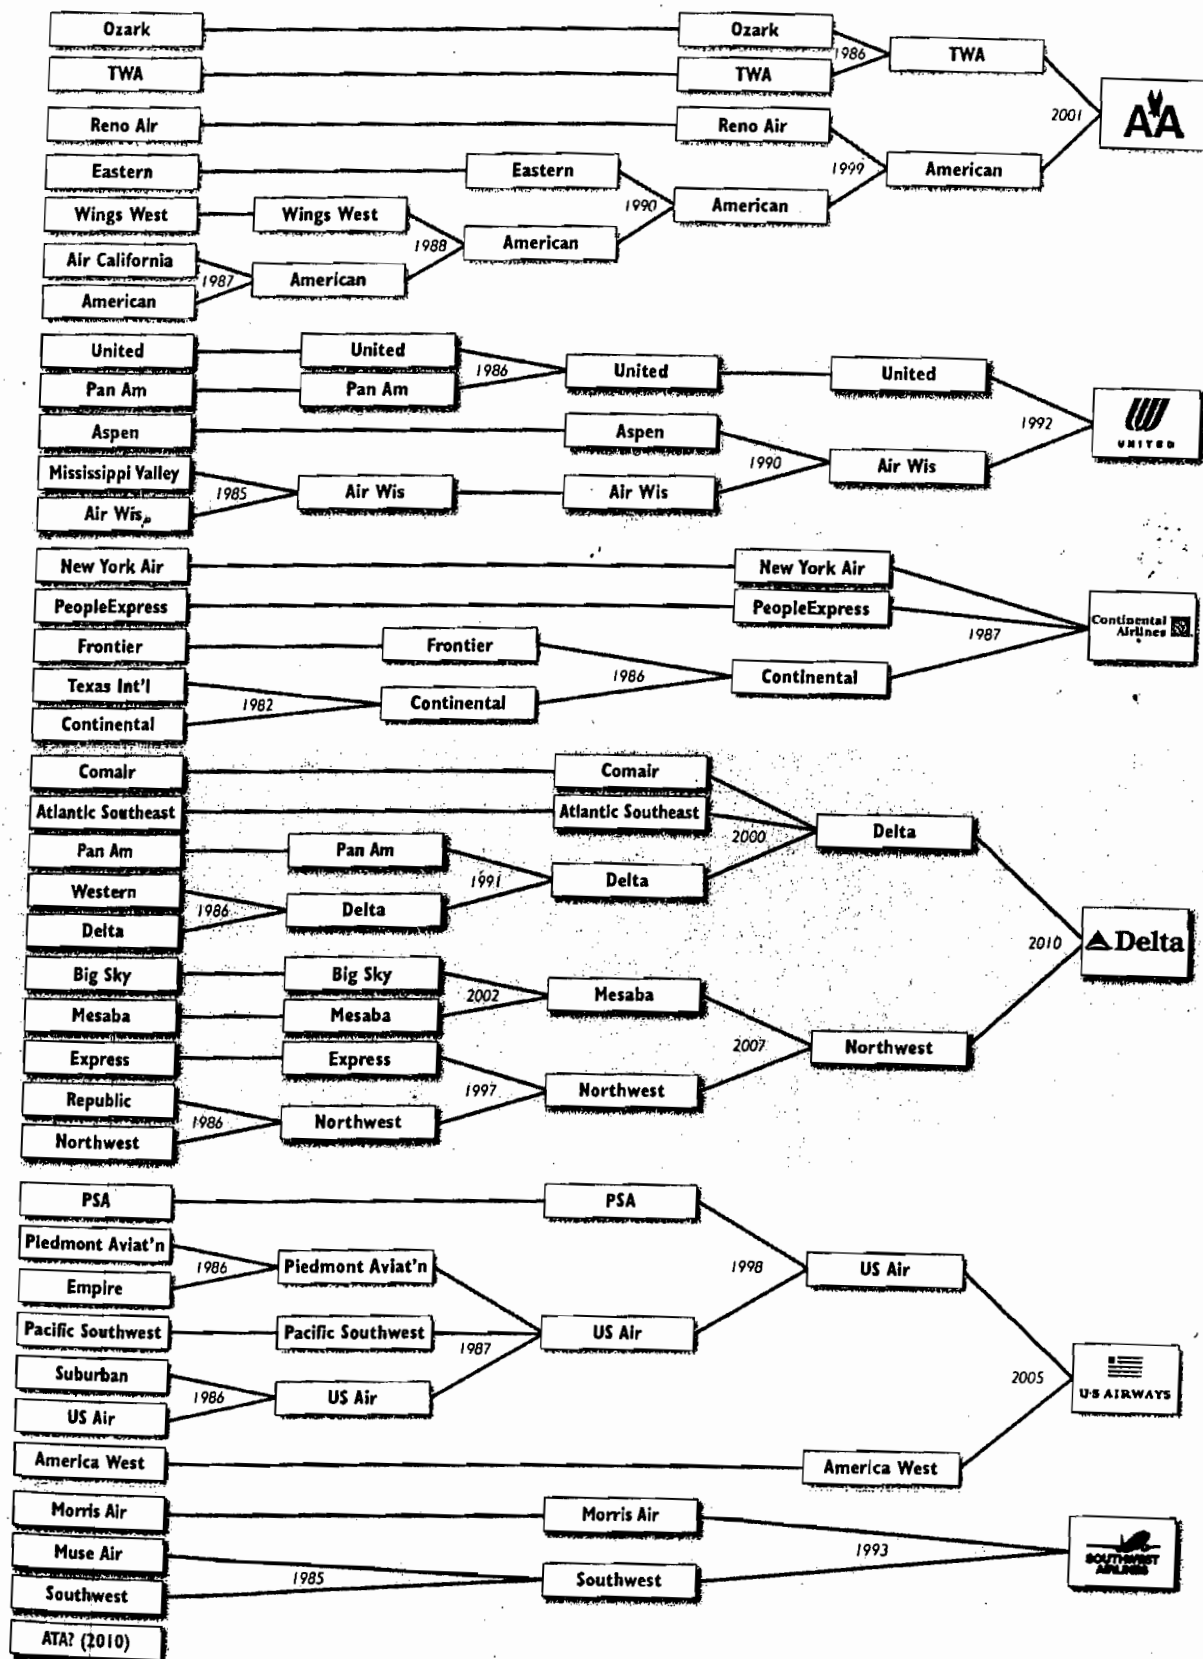 Ozark
Ozark
1986
TWA
TWA
TWA
2001
AA
Reno Air
Reno Air
1999
American
Eastern
Eastern
1990
American
Wings West
Wings West
1988
American
Air California
1987
American
American
United
United
1986
United
United
Pan Am
Pan Am
1992
UNITED
Aspen
Aspen
1990
Air Wis
Mississippi Valley
1985
Air Wis
Air Wis
Air Wis
New York Air
New York Air
PeopleExpress
PeopleExpress
1987
Continental
Airlines
Frontier
Frontier
1986
Continental
Texas Int'l
1982
Continental
Continental
Comair
Comair
Atlantic Southeast
Atlantic Southeast
2000
Delta
Pan Am
Pan Am
1991
Delta
Western
1986
Delta
Delta
2010
Delta
Big Sky
Big Sky
2002
Mesaba
Mesaba
Mesaba
2007
Northwest
Express
Express
1997
Northwest
Republic
1986
Northwest
Northwest
PSA
PSA
1998
US Air
Piedmont Aviat'n
1986
Piedmont Aviat'n
Empire
Pacific Southwest
Pacific Southwest
1987
US Air
Suburban
1986
US Air
US Air
2005
U·S AIRWAYS
America West
America West
Morris Air
Morris Air
1993
SOUTHWEST
AIRLINES
Muse Air
1985
Southwest
Southwest
ATA? (2010)